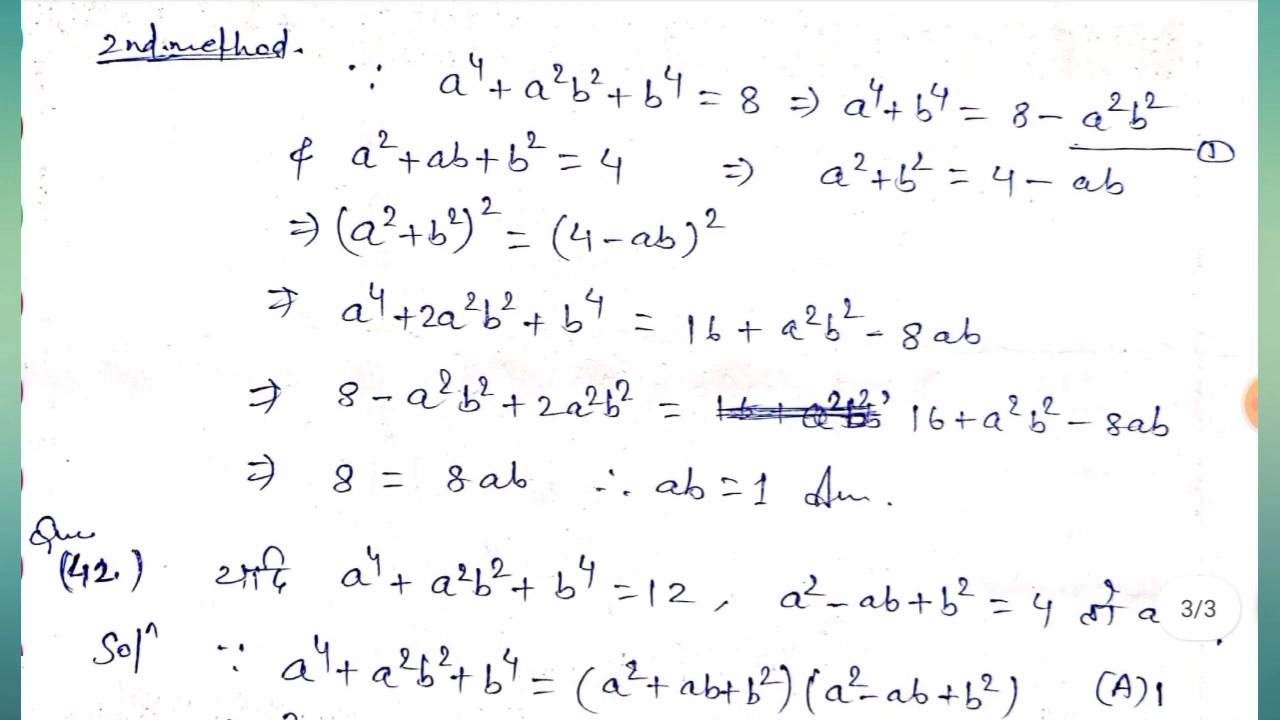 2nd method.
∵ a⁴ + a²b² + b⁴ = 8 ⇒ a⁴ + b⁴ = 8 - a²b² ①
& a² + ab + b² = 4 ⇒ a² + b² = 4 - ab
⇒ (a² + b²)² = (4 - ab)²
⇒ a⁴ + 2a²b² + b⁴ = 16 + a²b² - 8ab
⇒ 8 - a²b² + 2a²b² = 16 + a²b² - 8ab
⇒ 8 = 8ab ∴ ab = 1 Ans.
Que
(42.) यदि a⁴ + a²b² + b⁴ = 12, a² - ab + b² = 4 तो a 3/3
Solⁿ ∵ a⁴ + a²b² + b⁴ = (a² + ab + b²)(a² - ab + b²) (A) 1